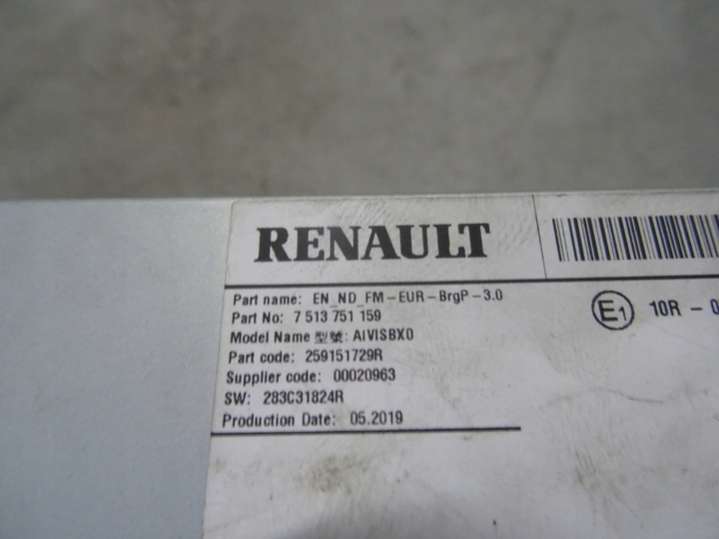 RENAULT
Part name: EN_ND_FM-EUR-BrgP-3.0
Part No: 7 513 751 159
Model Name 型號: AIVISBX0
Part code: 259151729R
Supplier code: 00020963
SW: 283C31824R
Production Date: 05.2019
E1 10R - 0